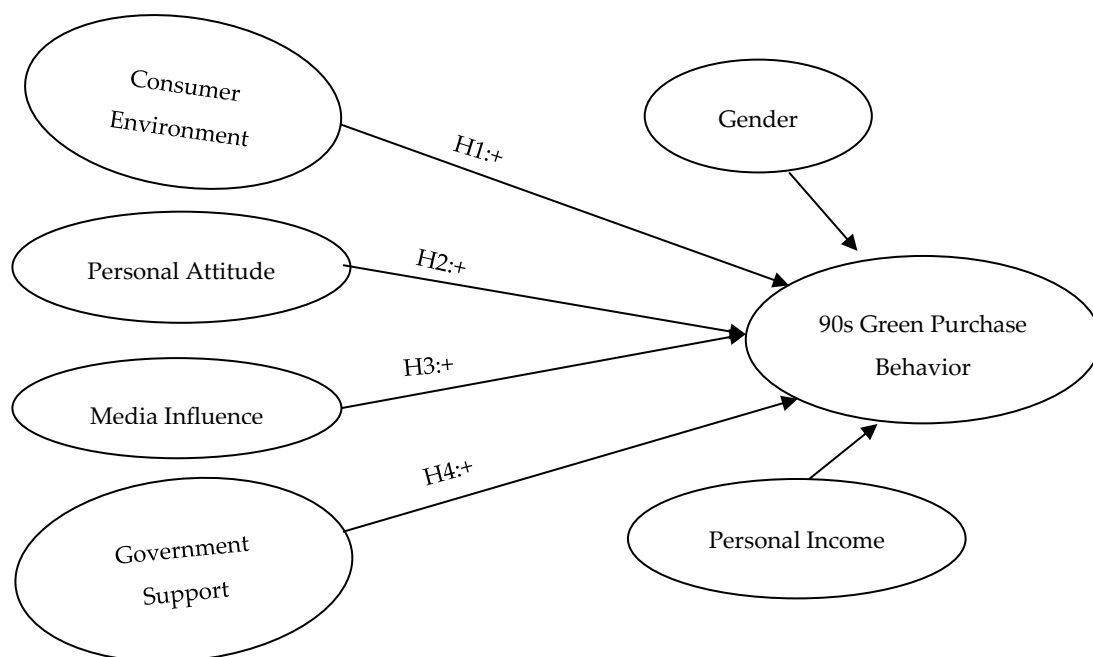 Consumer
Environment
H1:+
Gender
Personal Attitude
H2:+
90s Green Purchase
Behavior
Media Influence
H3:+
Government
Support
H4:+
Personal Income